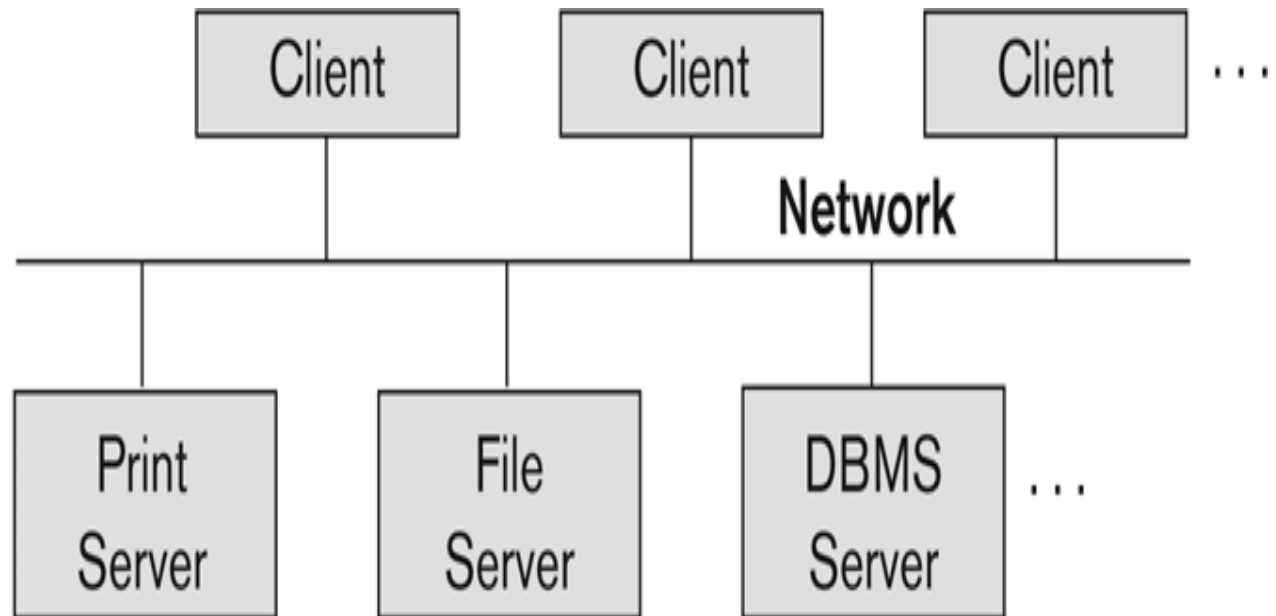 Client Client Client ...
Network
Print File DBMS ...
Server Server Server